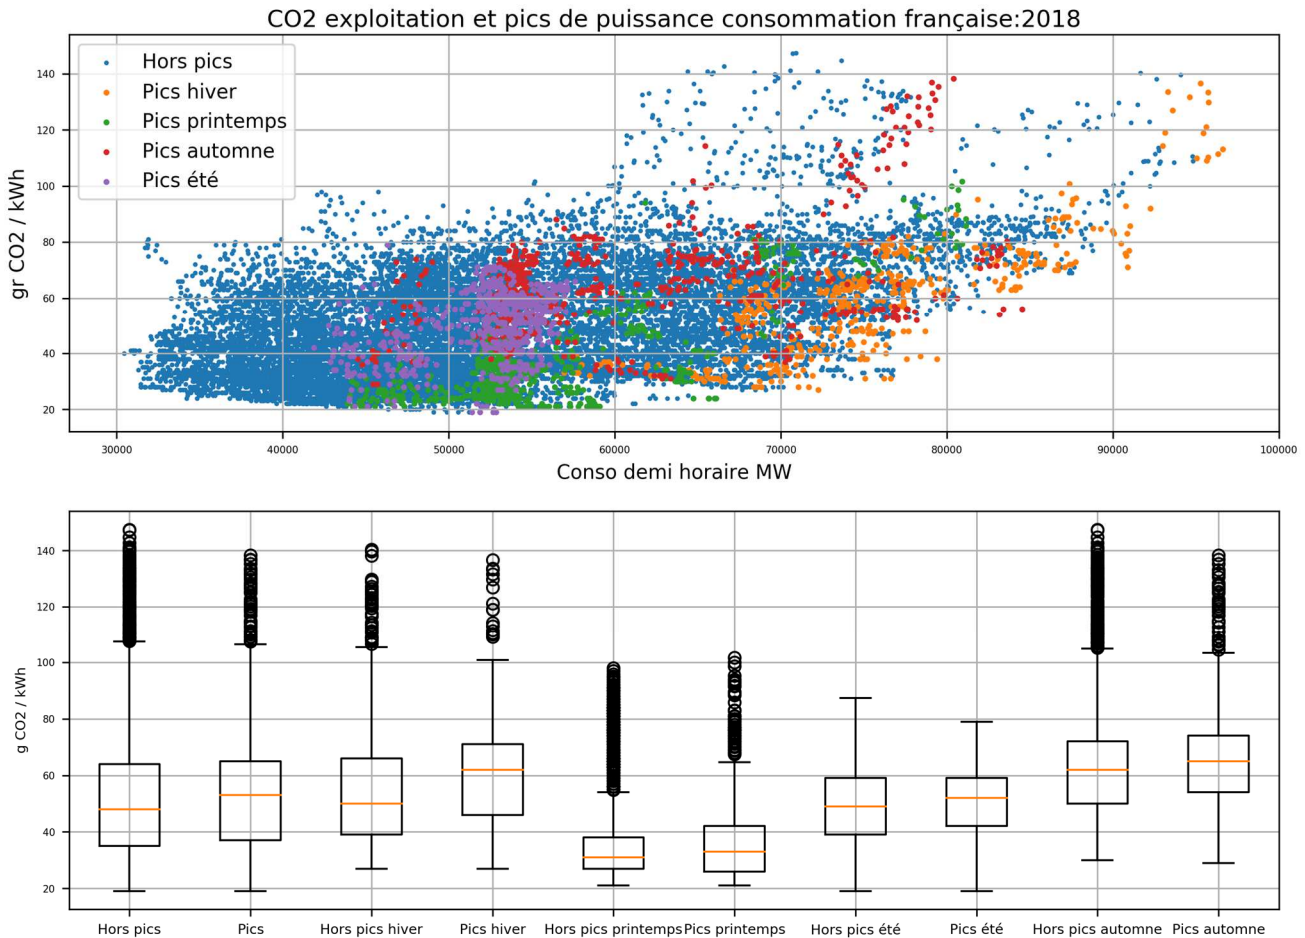 CO2 exploitation et pics de puissance consommation française:2018
Hors pics
Pics hiver
Pics printemps
Pics automne
Pics été
gr CO2 / kWh
140
120
100
80
60
40
20
30000 40000 50000 60000 70000 80000 90000 100000
Conso demi horaire MW
g CO2 / kWh
140
120
100
80
60
40
20
Hors pics Pics Hors pics hiver Pics hiver Hors pics printemps Pics printemps Hors pics été Pics été Hors pics automne Pics automne